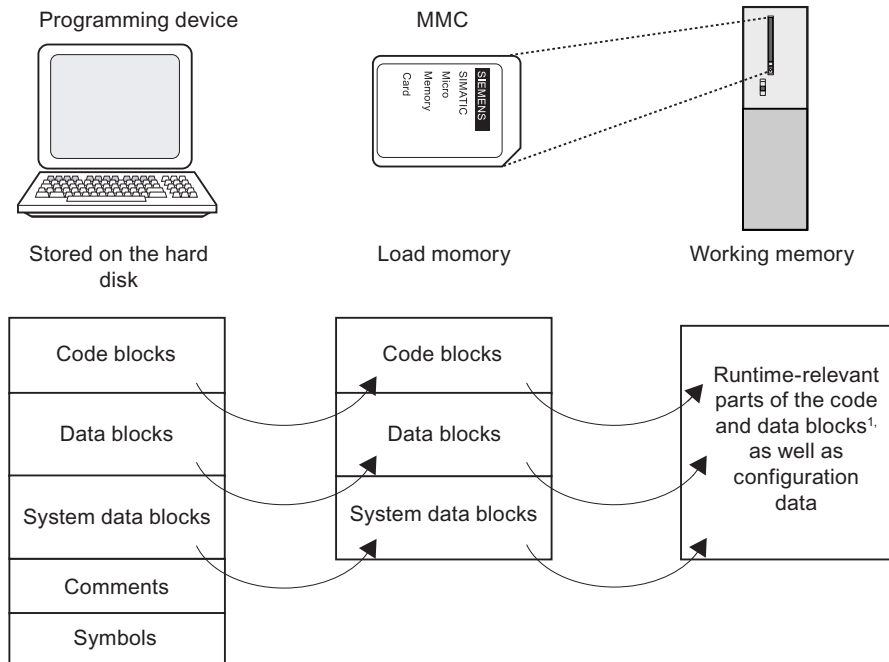 Programming device
MMC
SIEMENS
SIMATIC
Micro
Memory
Card
Stored on the hard
disk
Load momory
Working memory
Code blocks
Data blocks
System data blocks
Comments
Symbols
Code blocks
Data blocks
System data blocks
Runtime-relevant
parts of the code
and data blocks¹,
as well as
configuration
data